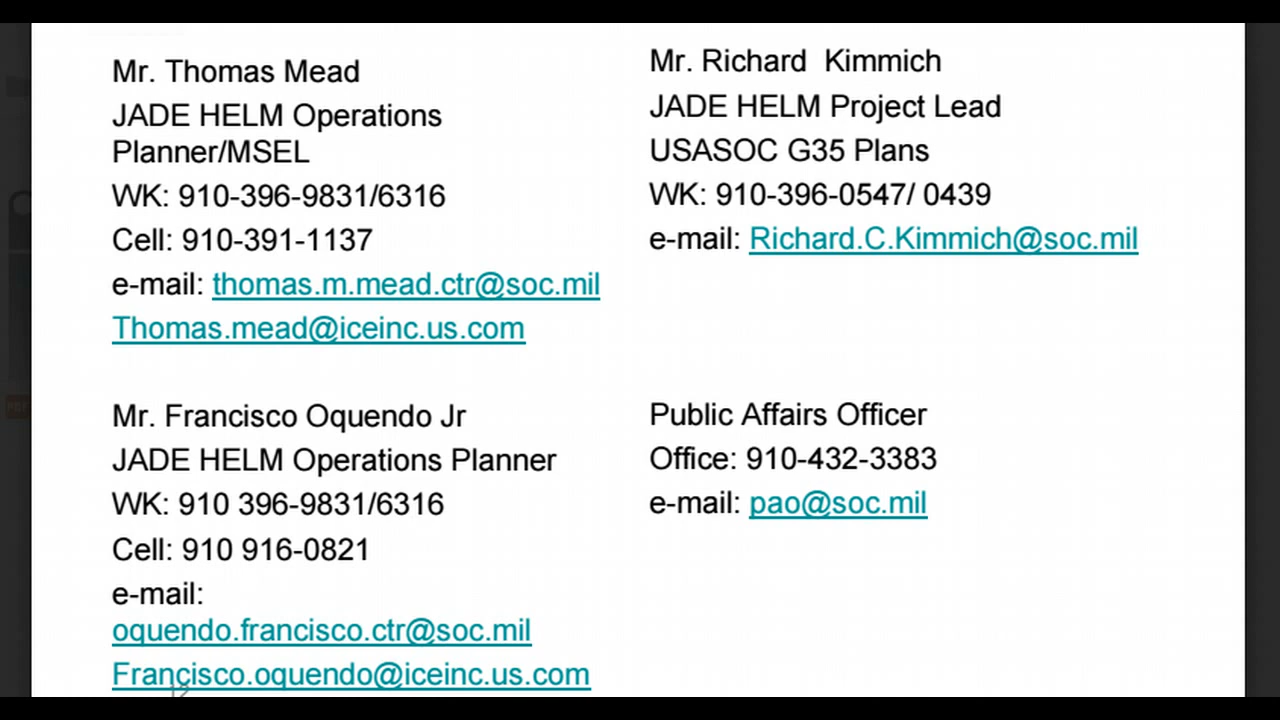 Mr. Thomas Mead
JADE HELM Operations
Planner/MSEL
WK: 910-396-9831/6316
Cell: 910-391-1137
e-mail: thomas.m.mead.ctr@soc.mil
Thomas.mead@iceinc.us.com
Mr. Richard  Kimmich
JADE HELM Project Lead
USASOC G35 Plans
WK: 910-396-0547/ 0439
e-mail: Richard.C.Kimmich@soc.mil
Mr. Francisco Oquendo Jr
JADE HELM Operations Planner
WK: 910 396-9831/6316
Cell: 910 916-0821
e-mail:
oquendo.francisco.ctr@soc.mil
Francisco.oquendo@iceinc.us.com
Public Affairs Officer
Office: 910-432-3383
e-mail: pao@soc.mil
12
PDF